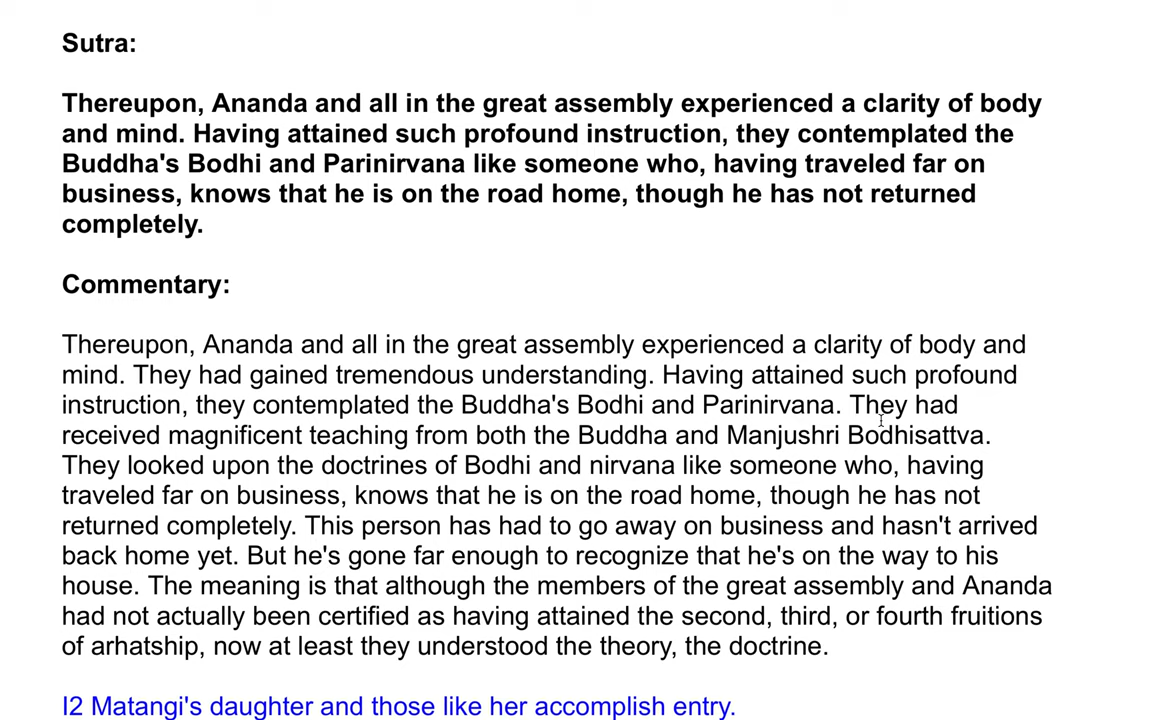 Sutra:
Thereupon, Ananda and all in the great assembly experienced a clarity of body
and mind. Having attained such profound instruction, they contemplated the
Buddha's Bodhi and Parinirvana like someone who, having traveled far on
business, knows that he is on the road home, though he has not returned
completely.
Commentary:
Thereupon, Ananda and all in the great assembly experienced a clarity of body and
mind. They had gained tremendous understanding. Having attained such profound
instruction, they contemplated the Buddha's Bodhi and Parinirvana. They had
received magnificent teaching from both the Buddha and Manjushri Bodhisattva.
They looked upon the doctrines of Bodhi and nirvana like someone who, having
traveled far on business, knows that he is on the road home, though he has not
returned completely. This person has had to go away on business and hasn't arrived
back home yet. But he's gone far enough to recognize that he's on the way to his
house. The meaning is that although the members of the great assembly and Ananda
had not actually been certified as having attained the second, third, or fourth fruitions
of arhatship, now at least they understood the theory, the doctrine.
I2 Matangi's daughter and those like her accomplish entry.